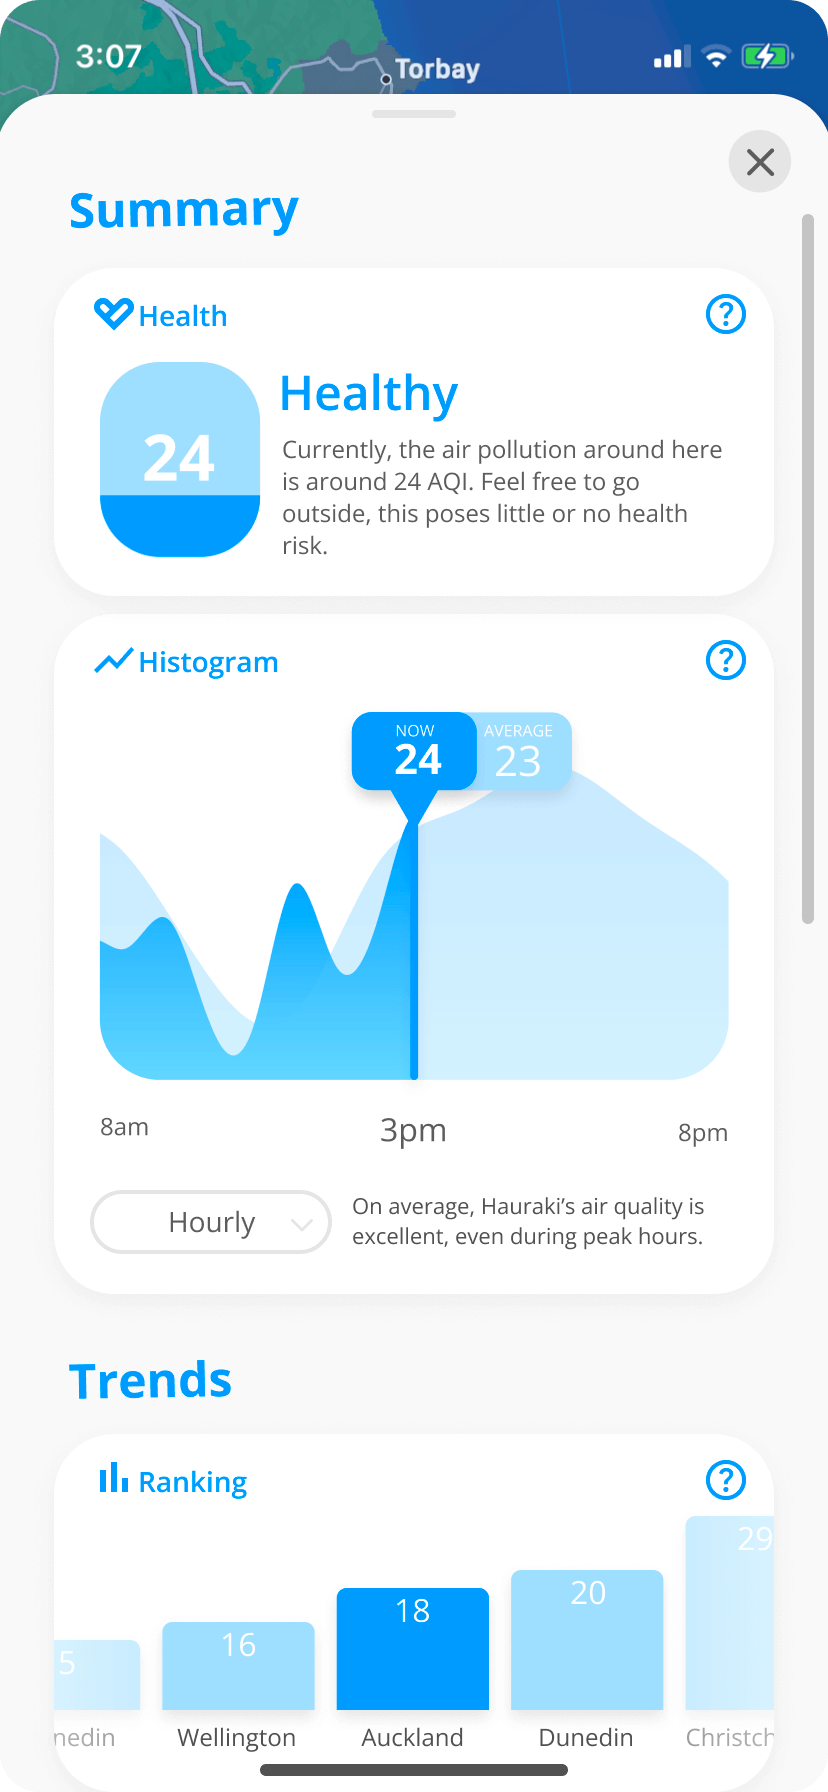 3:07
Torbay
Summary
Health
24
Healthy
Currently, the air pollution around here
is around 24 AQI. Feel free to go
outside, this poses little or no health
risk.
Histogram
NOW
24
AVERAGE
23
8am
3pm
8pm
Hourly
On average, Hauraki’s air quality is
excellent, even during peak hours.
Trends
Ranking
5
16
18
20
29
nedin
Wellington
Auckland
Dunedin
Christch